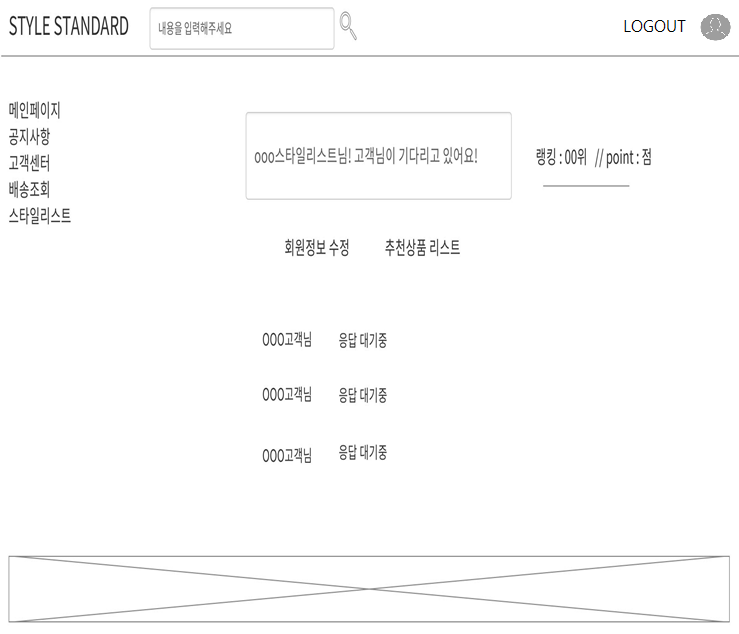 STYLE STANDARD
내용을 입력해주세요
LOGOUT
메인페이지
공지사항
고객센터
배송조회
스타일리스트
ooo스타일리스트님! 고객님이 기다리고 있어요!
랭킹 : 00위 // point : 점
회원정보 수정 추천상품 리스트
OOO고객님 응답 대기중
OOO고객님 응답 대기중
OOO고객님 응답 대기중